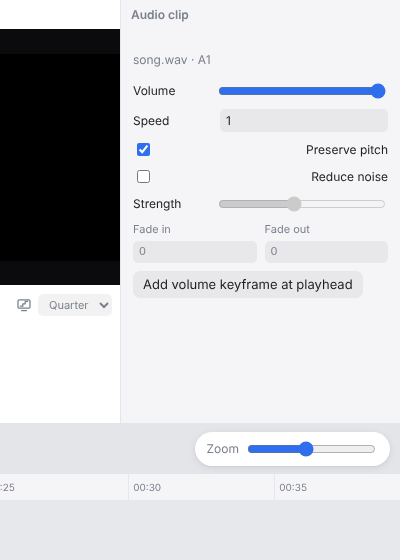 Audio clip
song.wav · A1
Volume
Speed 1
Preserve pitch
Reduce noise
Strength
Fade in Fade out
0 0
Add volume keyframe at playhead
Quarter
Zoom
:25 00:30 00:35